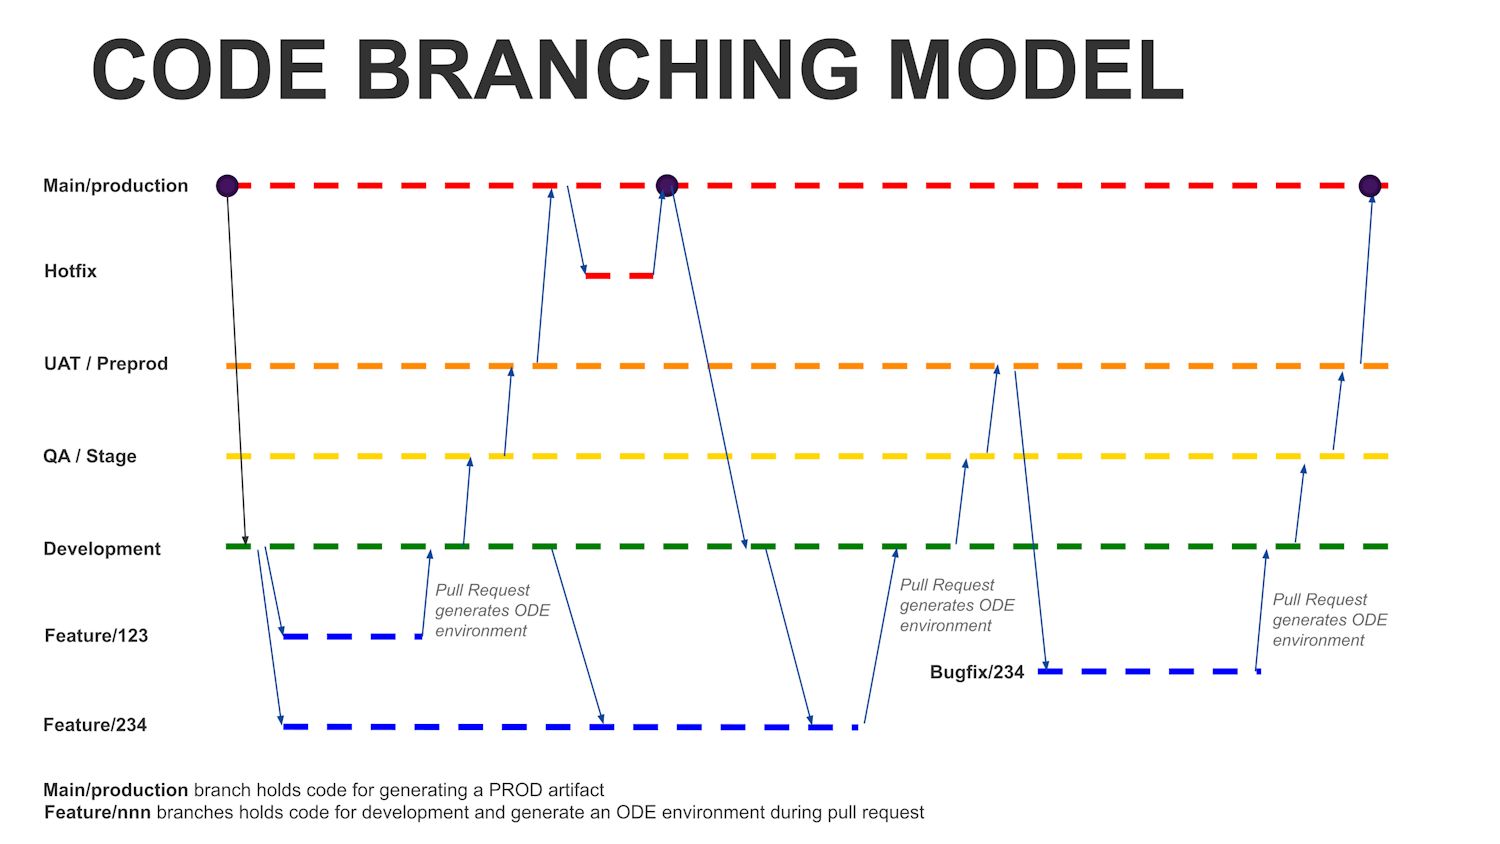 CODE BRANCHING MODEL
Main/production
Hotfix
UAT / Preprod
QA / Stage
Development
Pull Request
generates ODE
environment
Pull Request
generates ODE
environment
Pull Request
generates ODE
environment
Feature/123
Bugfix/234
Feature/234
Main/production branch holds code for generating a PROD artifact
Feature/nnn branches holds code for development and generate an ODE environment during pull request